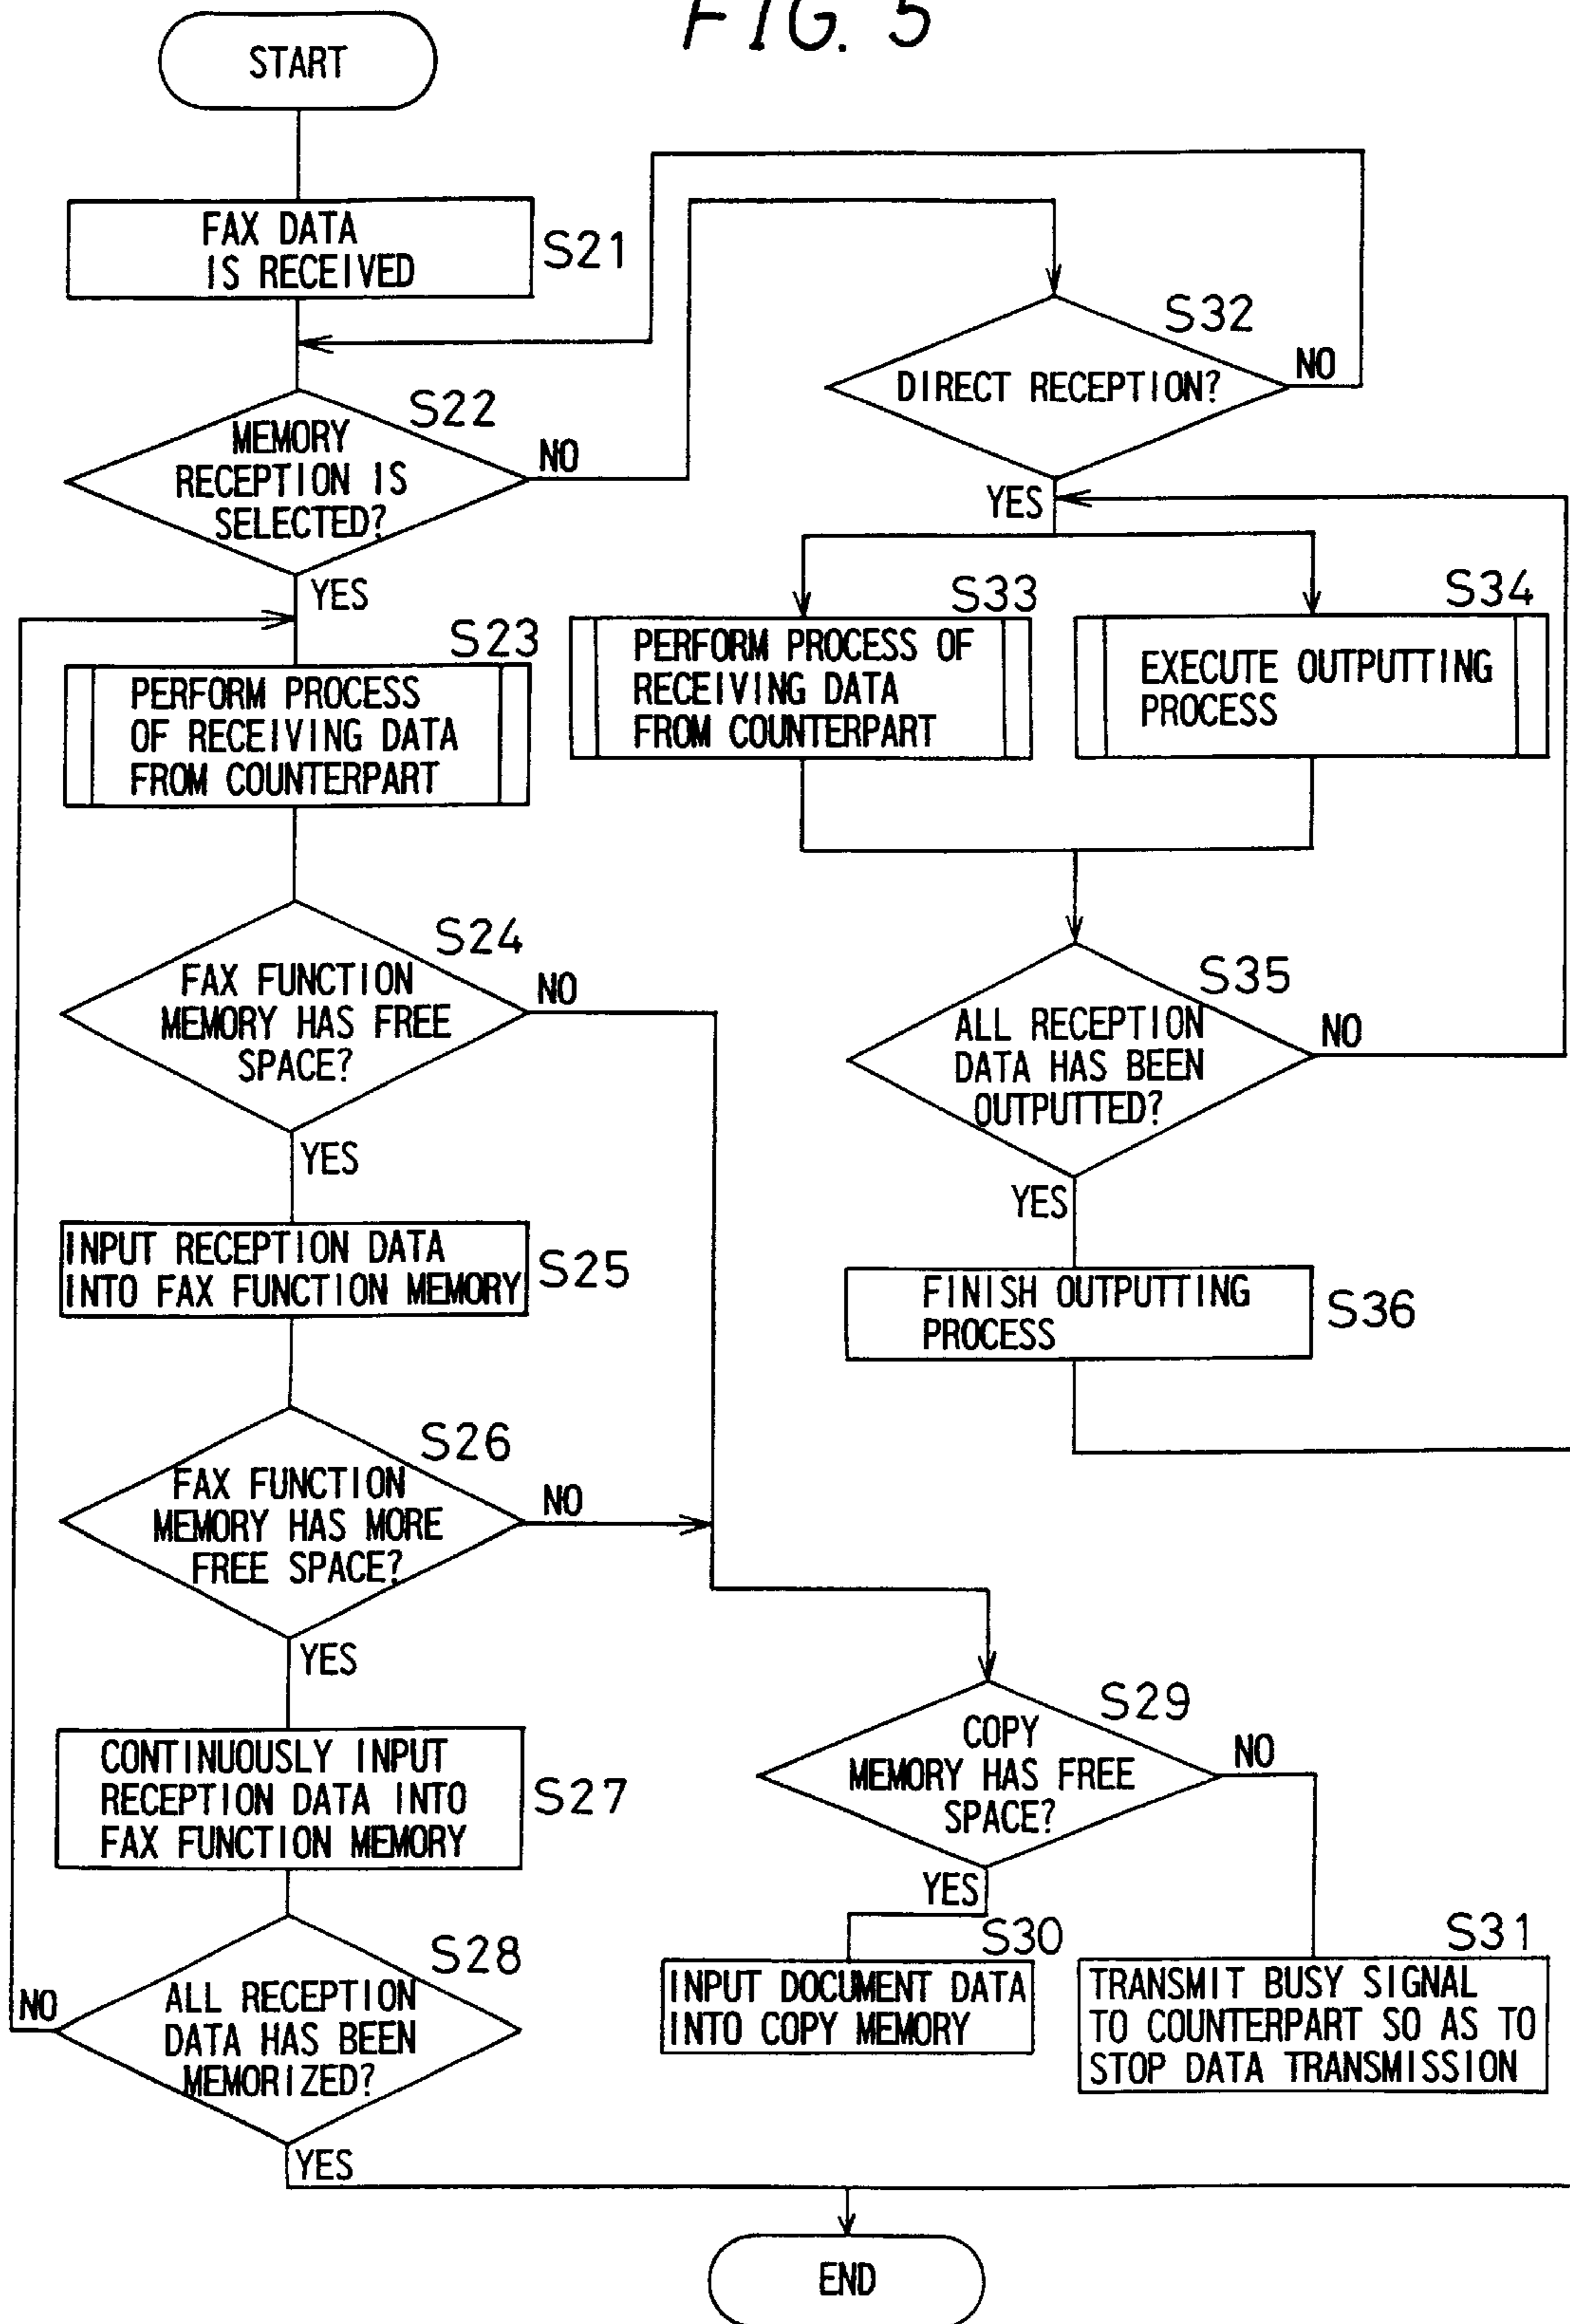 FIG. 5
START
FAX DATA
IS RECEIVED
S21
S22
MEMORY
RECEPTION IS
SELECTED?
NO
YES
S23
PERFORM PROCESS
OF RECEIVING DATA
FROM COUNTERPART
S24
FAX FUNCTION
MEMORY HAS FREE
SPACE?
NO
YES
INPUT RECEPTION DATA
INTO FAX FUNCTION MEMORY
S25
S26
FAX FUNCTION
MEMORY HAS MORE
FREE SPACE?
NO
YES
CONTINUOUSLY INPUT
RECEPTION DATA INTO
FAX FUNCTION MEMORY
S27
S28
ALL RECEPTION
DATA HAS BEEN
MEMORIZED?
NO
YES
S32
DIRECT RECEPTION?
NO
YES
S33
PERFORM PROCESS OF
RECEIVING DATA
FROM COUNTERPART
S34
EXECUTE OUTPUTTING
PROCESS
S35
ALL RECEPTION
DATA HAS BEEN
OUTPUTTED?
NO
YES
FINISH OUTPUTTING
PROCESS
S36
S29
COPY
MEMORY HAS FREE
SPACE?
NO
YES
S30
INPUT DOCUMENT DATA
INTO COPY MEMORY
S31
TRANSMIT BUSY SIGNAL
TO COUNTERPART SO AS TO
STOP DATA TRANSMISSION
END